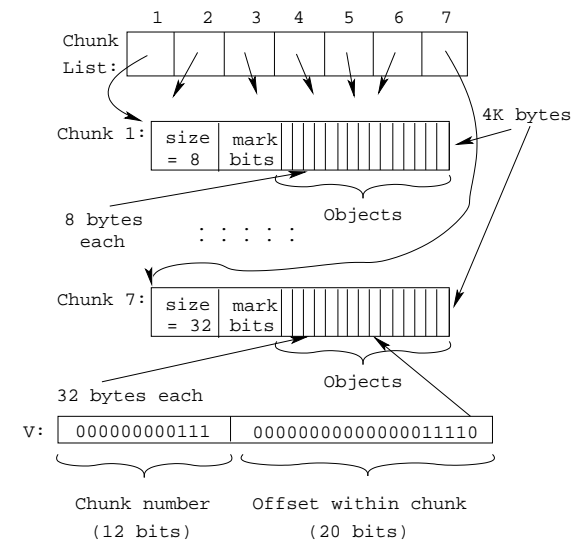 1 2 3 4 5 6 7
Chunk
List:
4K bytes
Chunk 1:
size
= 8
mark
bits
8 bytes
each
Objects
: : : : :
Chunk 7:
size
= 32
mark
bits
Objects
32 bytes each
V: 000000000111 00000000000000011110
Chunk number
(12 bits)
Offset within chunk
(20 bits)